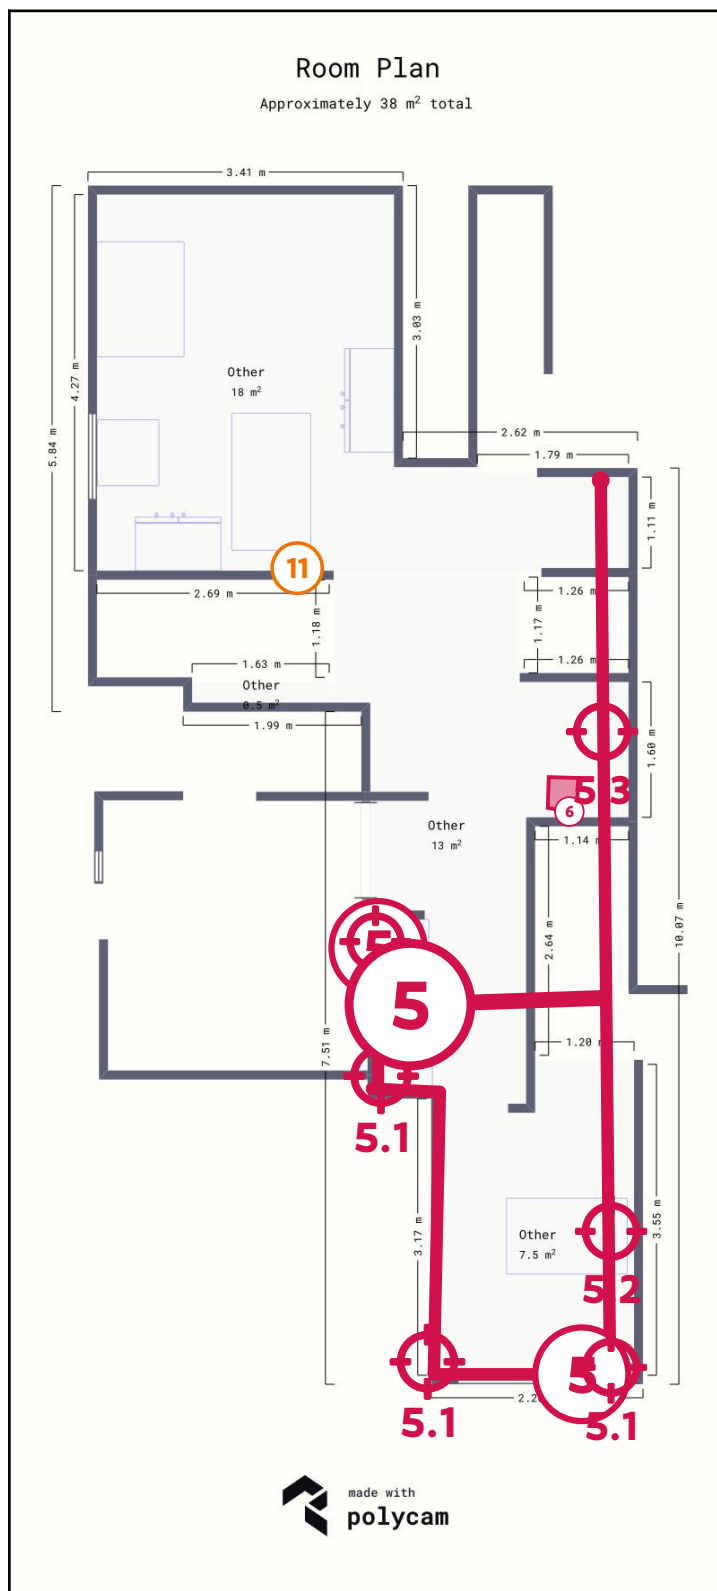 Room Plan
Approximately 38 m² total
3.41 m
3.03 m
4.27 m
5.84 m
Other
18 m²
2.62 m
1.79 m
1.11 m
11
2.69 m
1.18 m
1.26 m
1.17 m
1.63 m
1.26 m
Other
0.5 m²
1.99 m
1.60 m
5.3
6
Other
13 m²
1.14 m
2.64 m
10.07 m
5
5
7.51 m
1.20
5.1
3.17 m
3.55 m
Other
7.5 m²
5.2
5
5.1
5.1
made with
polycam